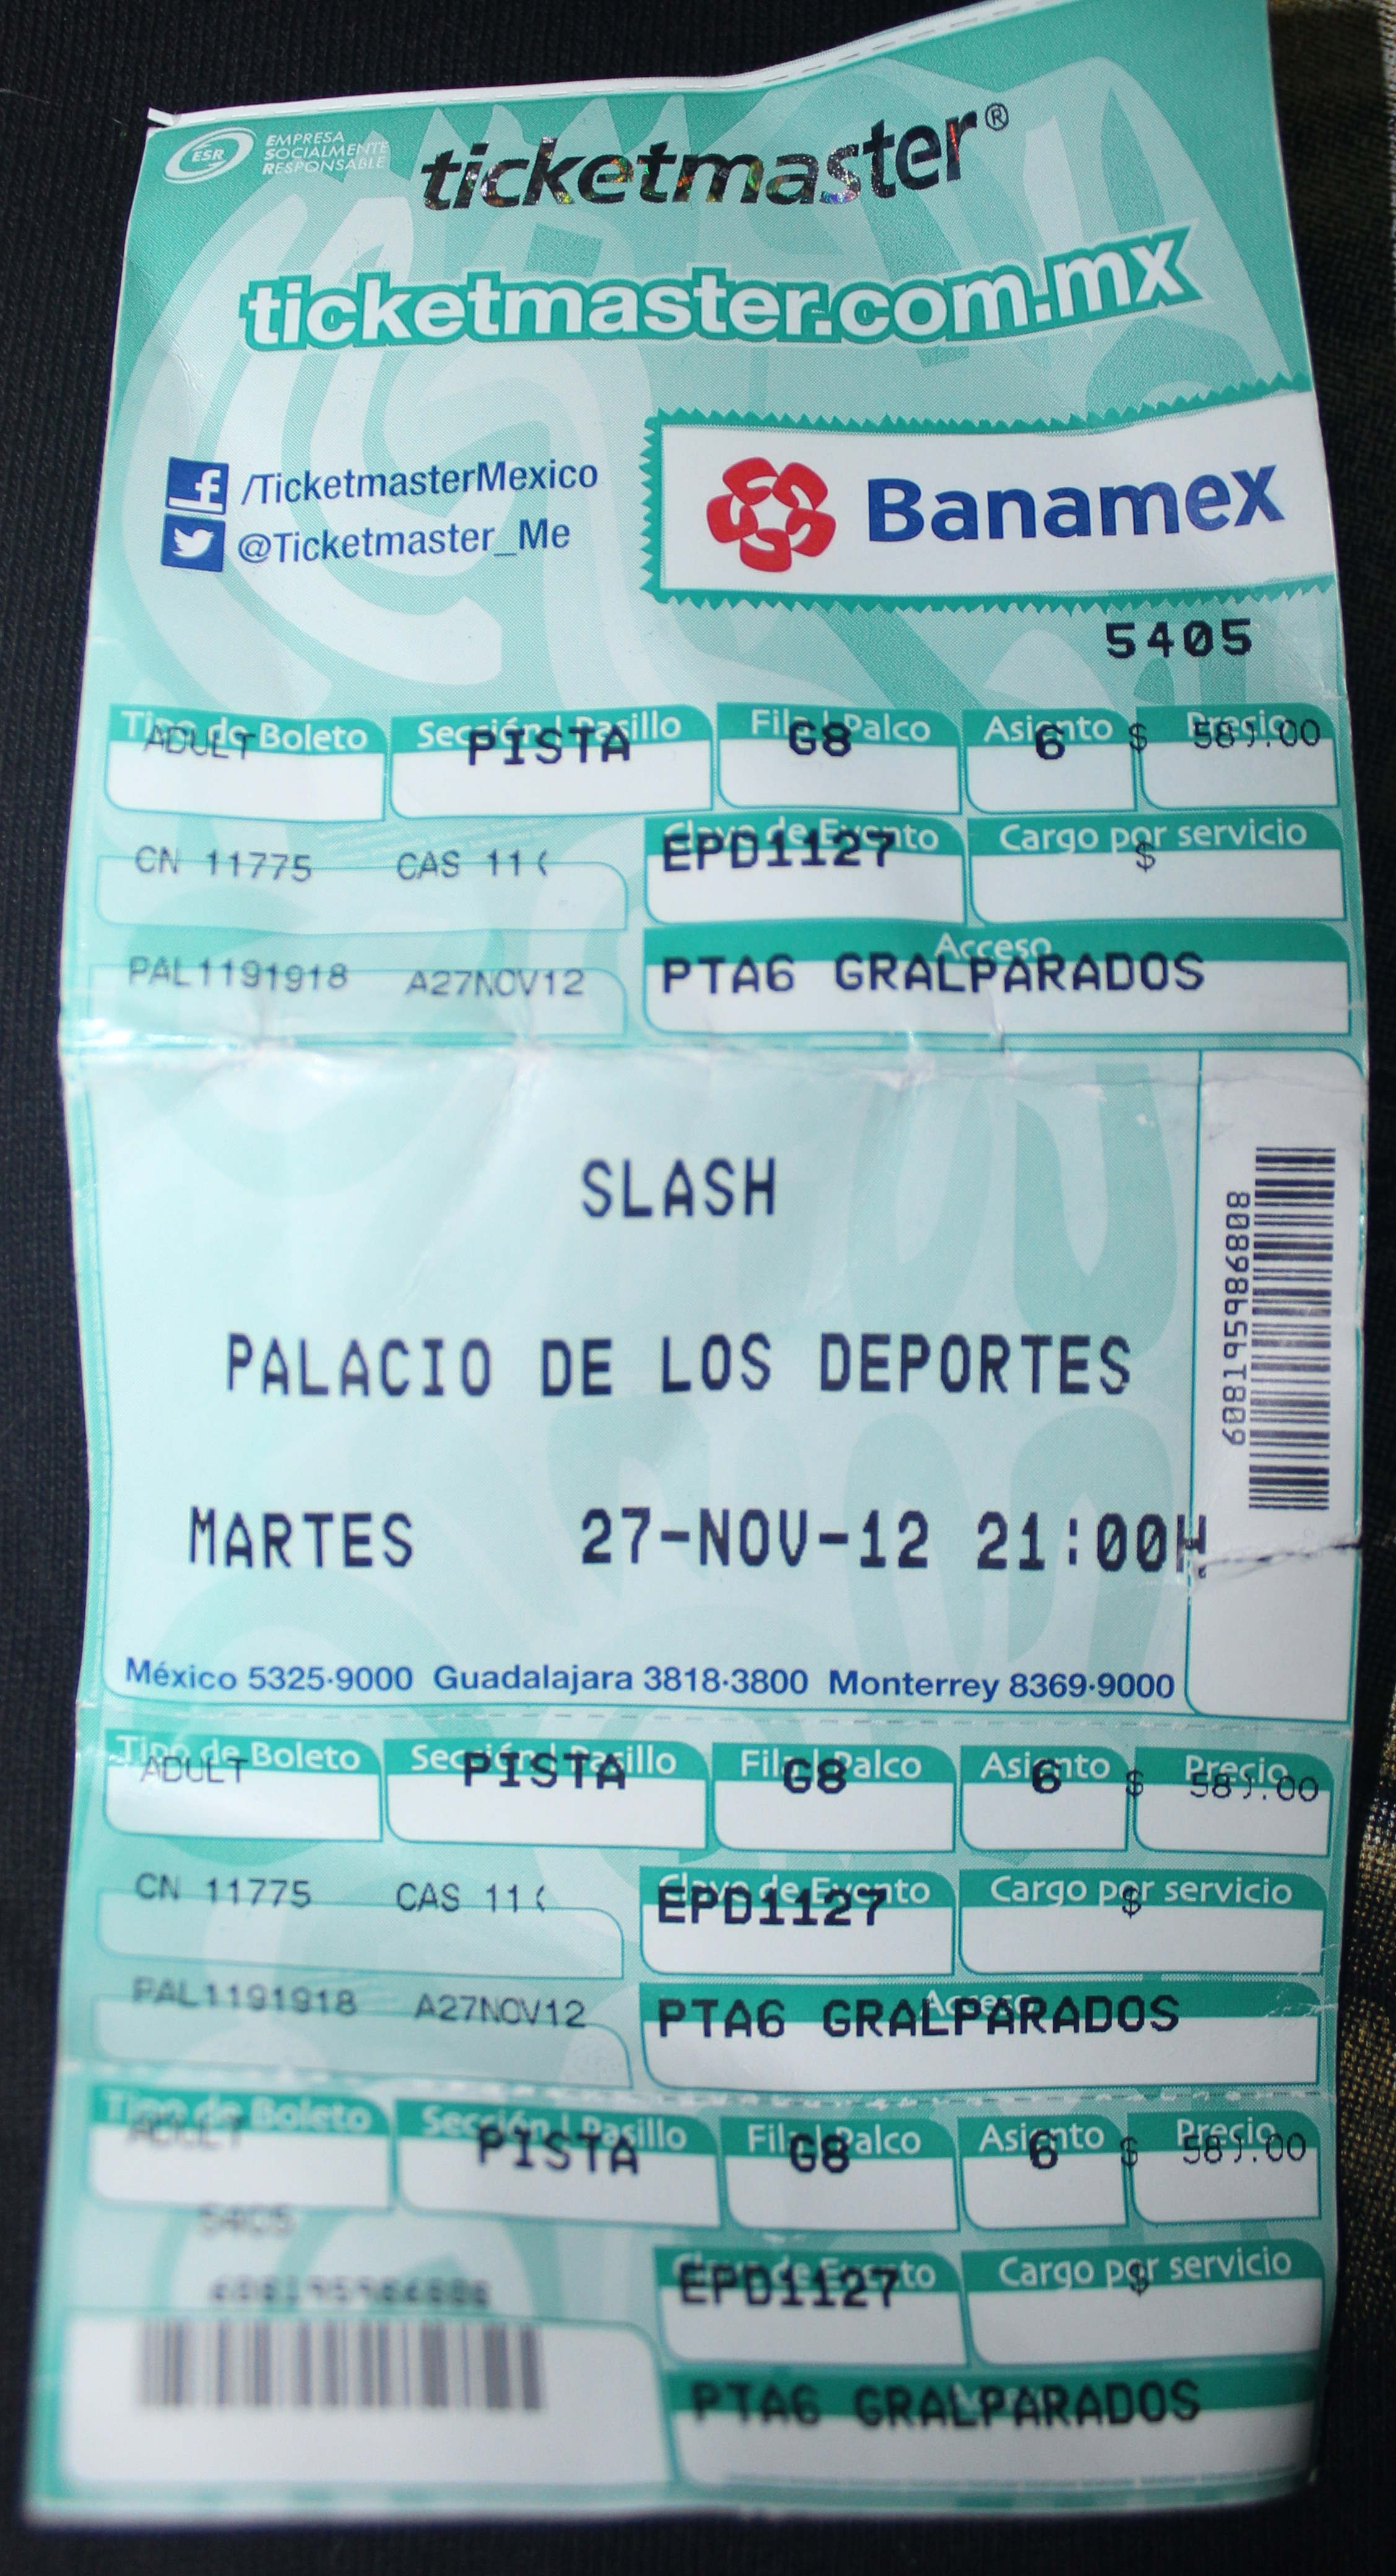 ESR EMPRESA
SOCIALMENTE
RESPONSABLE
ticketmaster®
ticketmaster.com.mx
/TicketmasterMexico
@Ticketmaster_Me
Banamex
5405
Tipo de Boleto Sección | Pasillo Fila | Palco Asiento Precio
ADULT PISTA G8 6 $
Clave de Evento Cargo por servicio
CN 11775 CAS 11 EPD1127 $
Acceso
PAL1191918 A27NOV12 PTA6 GRALPARADOS
SLASH
PALACIO DE LOS DEPORTES
MARTES 27-NOV-12 21:00H
México 5325·9000 Guadalajara 3818·3800 Monterrey 8369·9000
Tipo de Boleto Sección | Pasillo Fila | Palco Asiento Precio
ADULT PISTA G8 6 $
Clave de Evento Cargo por servicio
CN 11775 CAS 11 EPD1127 $
Acceso
PAL1191918 A27NOV12 PTA6 GRALPARADOS
Tipo de Boleto Sección | Pasillo Fila | Palco Asiento Precio
ADULT PISTA G8 6 $
5405
Clave de Evento Cargo por servicio
EPD1127 $
Acceso
PTA6 GRALPARADOS